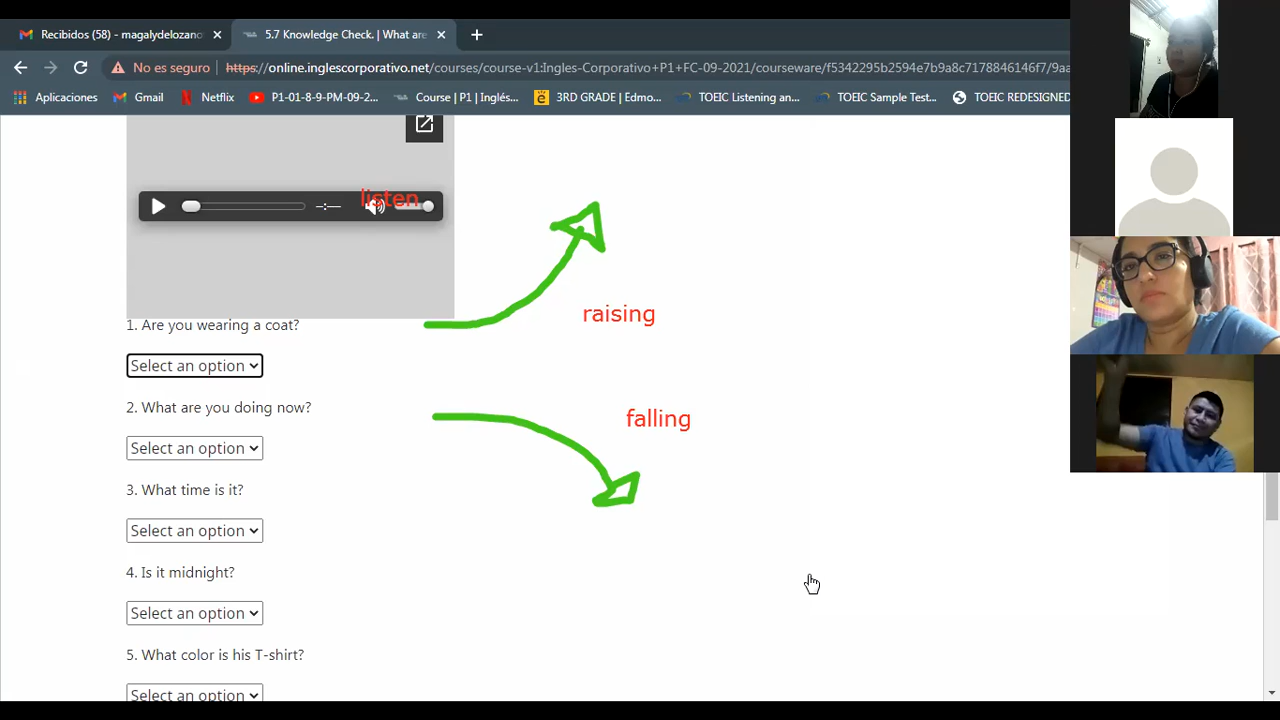 Recibidos (58) - magalydelozano
5.7 Knowledge Check. | What are
No es seguro
https://online.inglescorporativo.net/courses/course-v1:Ingles-Corporativo+P1+FC-09-2021/courseware/f5342295b2594e7b9a8c7178846146f7/9aa
Aplicaciones
Gmail
Netflix
P1-01-8-9-PM-09-2...
Course | P1 | Inglés...
3RD GRADE | Edmo...
TOEIC Listening an...
TOEIC Sample Test...
TOEIC REDESIGNED
listen
1. Are you wearing a coat?
raising
Select an option
2. What are you doing now?
falling
Select an option
3. What time is it?
Select an option
4. Is it midnight?
Select an option
5. What color is his T-shirt?
Select an option